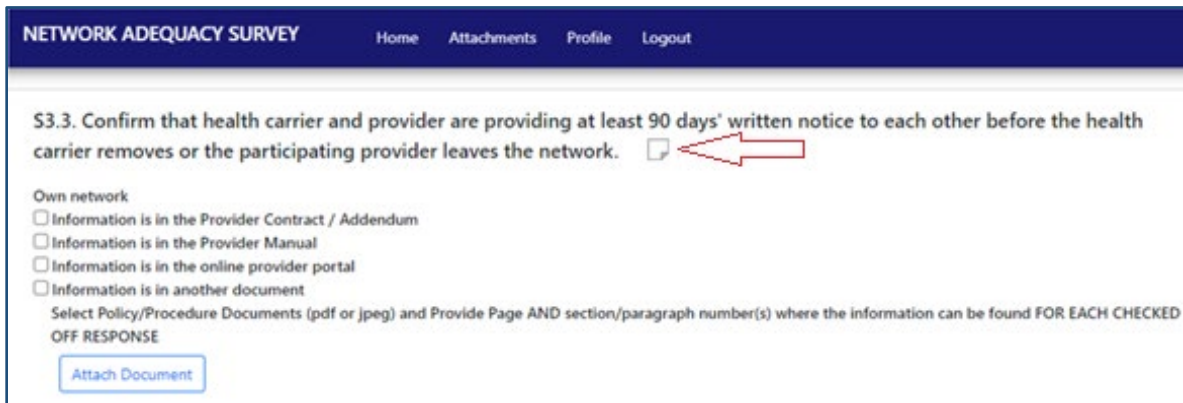 NETWORK ADEQUACY SURVEY Home Attachments Profile Logout
S3.3. Confirm that health carrier and provider are providing at least 90 days' written notice to each other before the health
carrier removes or the participating provider leaves the network.
Own network
Information is in the Provider Contract / Addendum
Information is in the Provider Manual
Information is in the online provider portal
Information is in another document
Select Policy/Procedure Documents (pdf or jpeg) and Provide Page AND section/paragraph number(s) where the information can be found FOR EACH CHECKED
OFF RESPONSE
Attach Document